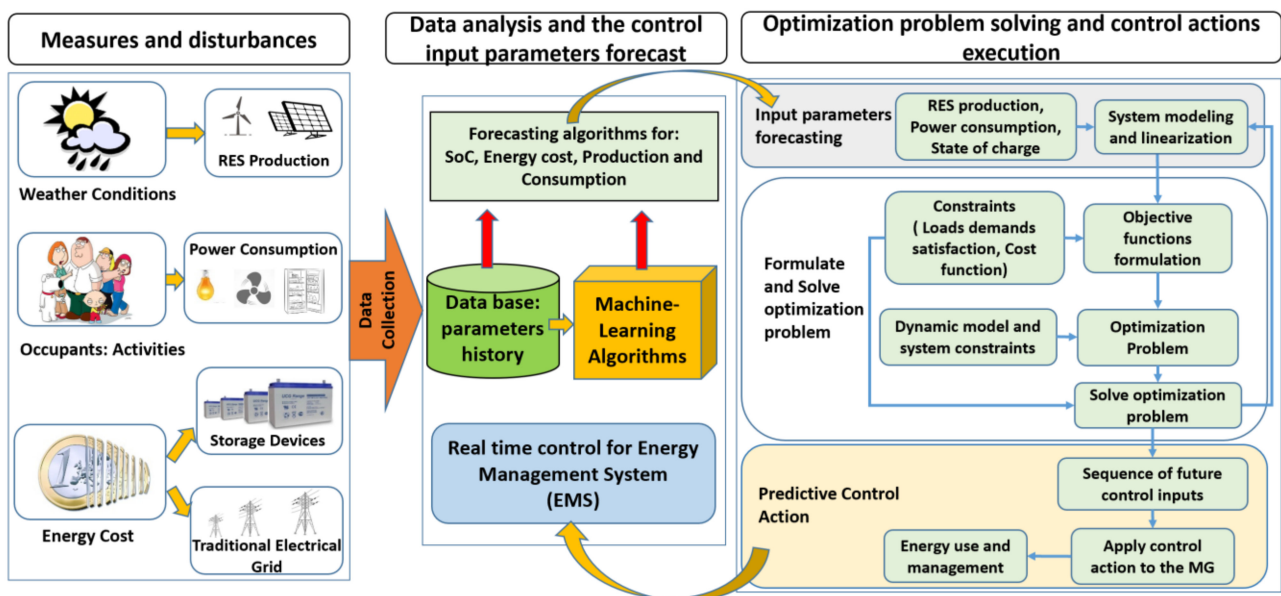 Measures and disturbances
Weather Conditions
RES Production
Occupants: Activities
Power Consumption
Energy Cost
Storage Devices
Traditional Electrical
Grid
Data
Collection
Data analysis and the control
input parameters forecast
Forecasting algorithms for:
SoC, Energy cost, Production and
Consumption
Data base:
parameters
history
Machine-
Learning
Algorithms
Real time control for Energy
Management System
(EMS)
Optimization problem solving and control actions
execution
Input parameters
forecasting
RES production,
Power consumption,
State of charge
System modeling
and linearization
Formulate
and Solve
optimization
problem
Constraints
( Loads demands
satisfaction, Cost
function)
Objective
functions
formulation
Dynamic model and
system constraints
Optimization
Problem
Solve optimization
problem
Predictive Control
Action
Sequence of future
control inputs
Energy use and
management
Apply control
action to the MG